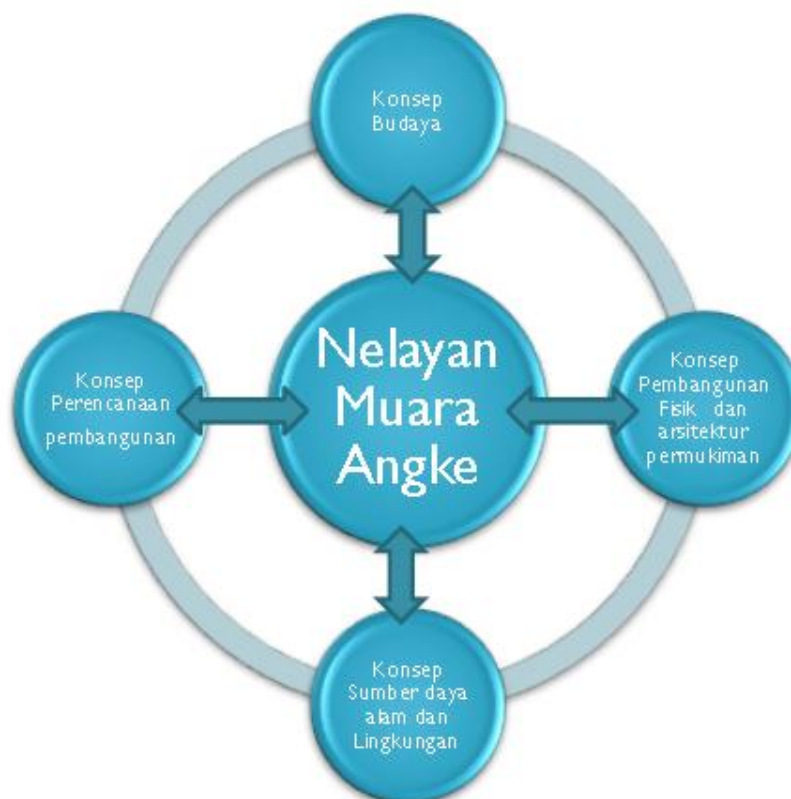 Konsep
Budaya
Konsep
Perencanaan
pembangunan
Nelayan
Muara
Angke
Konsep
Pembangunan
Fisik dan
arsitektur
permukiman
Konsep
Sumber daya
alam dan
Lingkungan